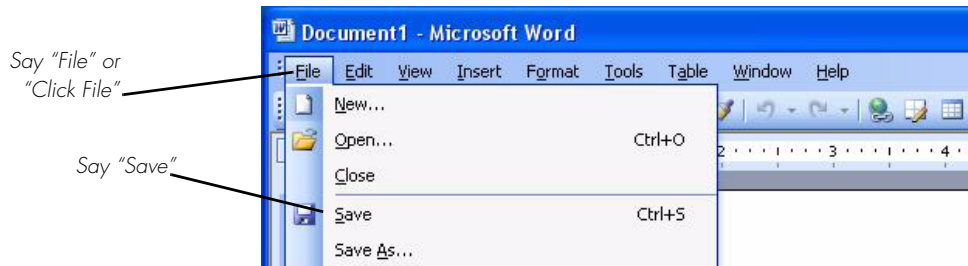 Document1 - Microsoft Word
Say “File” or
“Click File”
File Edit View Insert Format Tools Table Window Help
New...
Open... Ctrl+O
2 3 4
Close
Say “Save”
Save Ctrl+S
Save As...